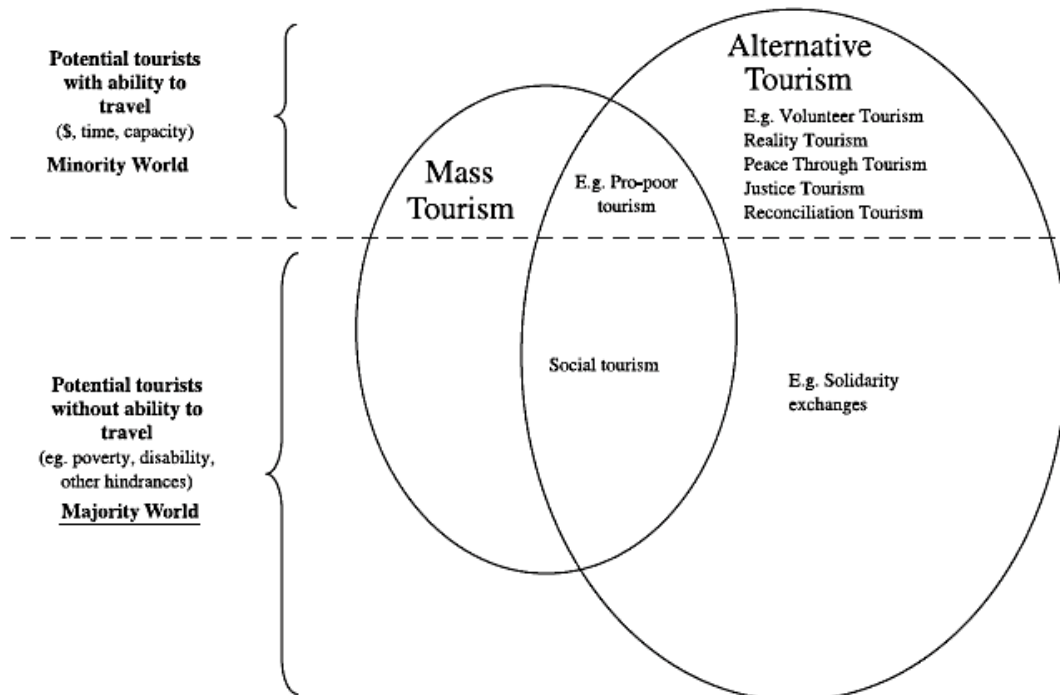 Potential tourists
with ability to
travel
($, time, capacity)
Minority World
Mass
Tourism
E.g. Pro-poor
tourism
Alternative
Tourism
E.g. Volunteer Tourism
Reality Tourism
Peace Through Tourism
Justice Tourism
Reconciliation Tourism
Potential tourists
without ability to
travel
(eg. poverty, disability,
other hindrances)
Majority World
Social tourism
E.g. Solidarity
exchanges